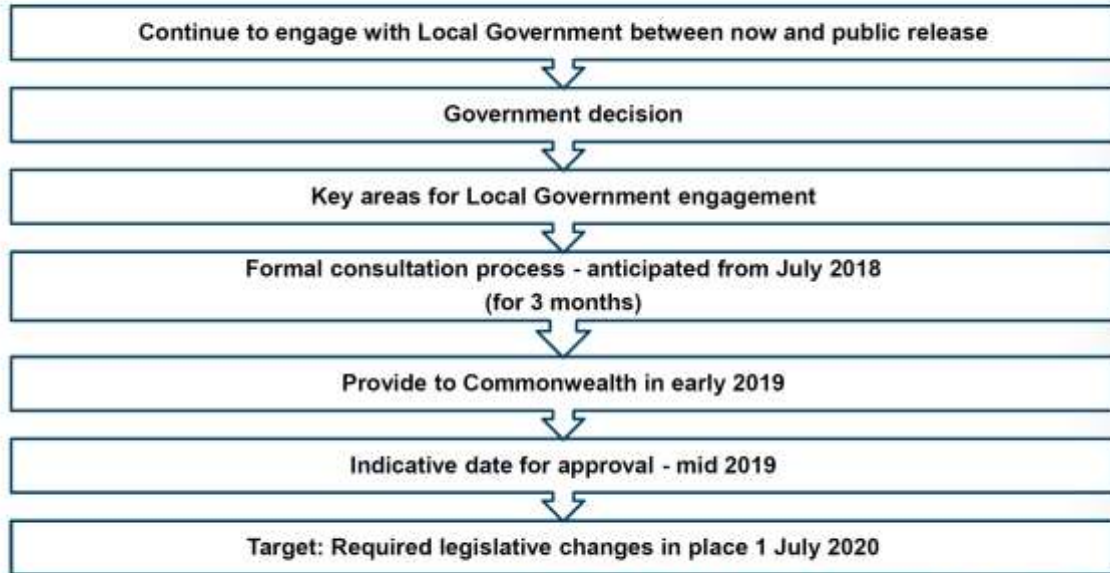 Continue to engage with Local Government between now and public release
Government decision
Key areas for Local Government engagement
Formal consultation process - anticipated from July 2018
(for 3 months)
Provide to Commonwealth in early 2019
Indicative date for approval - mid 2019
Target: Required legislative changes in place 1 July 2020